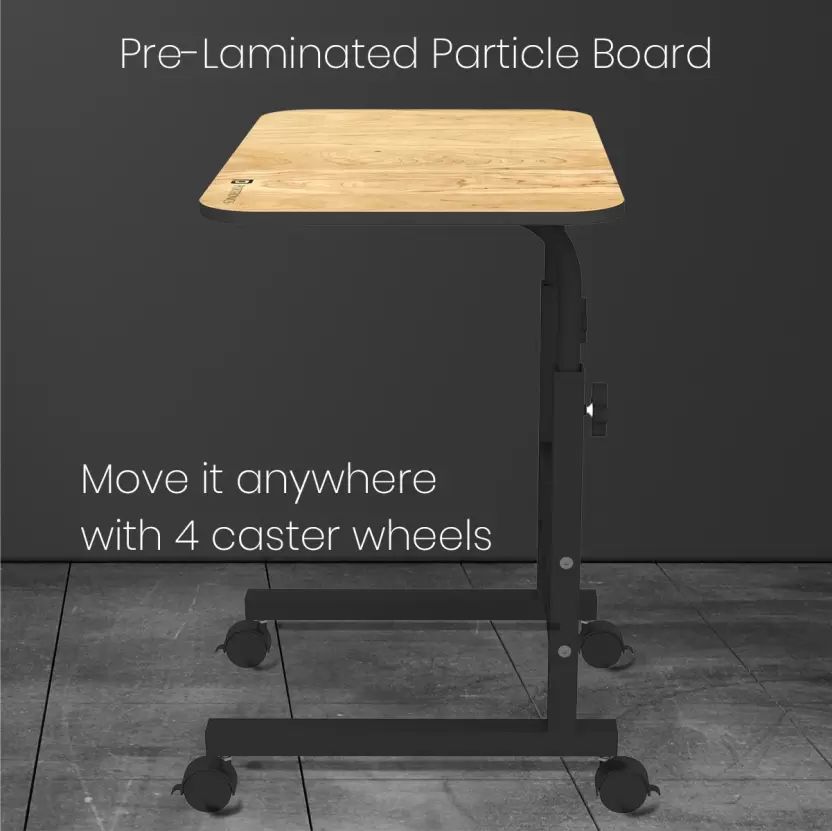 Pre-Laminated Particle Board
Move it anywhere
with 4 caster wheels